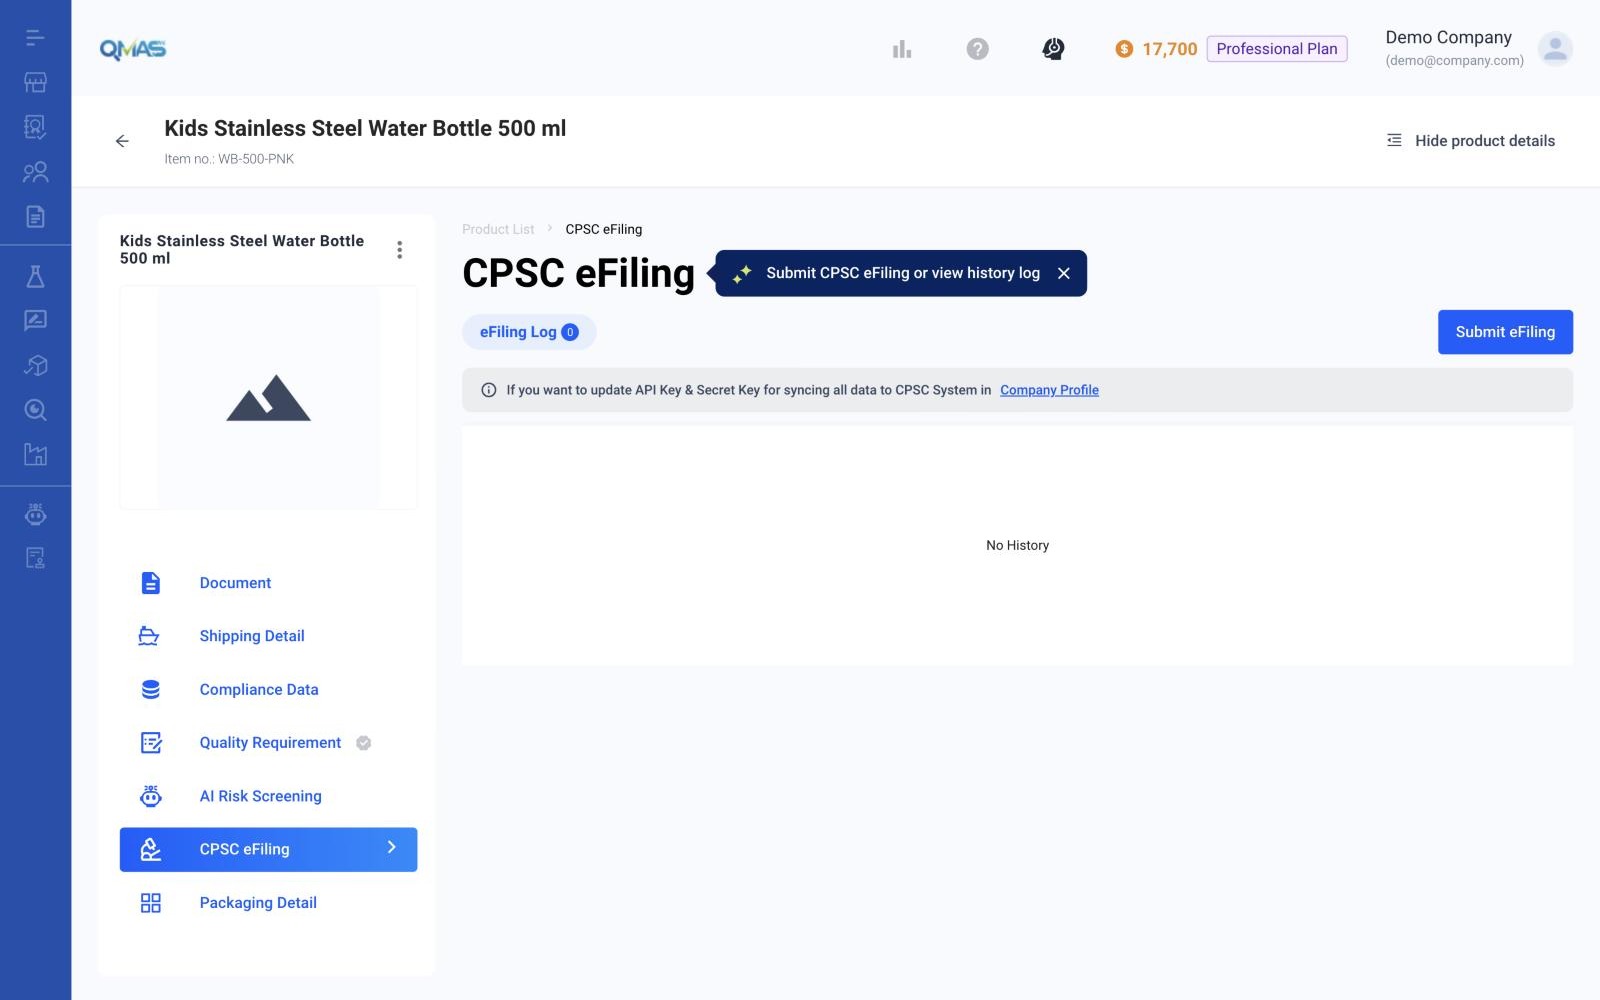 QMAS
$ 17,700
Professional Plan
Demo Company
(demo@company.com)
Kids Stainless Steel Water Bottle 500 ml
Item no.: WB-500-PNK
Hide product details
Kids Stainless Steel Water Bottle
500 ml
Document
Shipping Detail
Compliance Data
Quality Requirement
AI Risk Screening
CPSC eFiling
Packaging Detail
Product List > CPSC eFiling
CPSC eFiling
Submit CPSC eFiling or view history log
eFiling Log 0
Submit eFiling
If you want to update API Key & Secret Key for syncing all data to CPSC System in Company Profile
No History